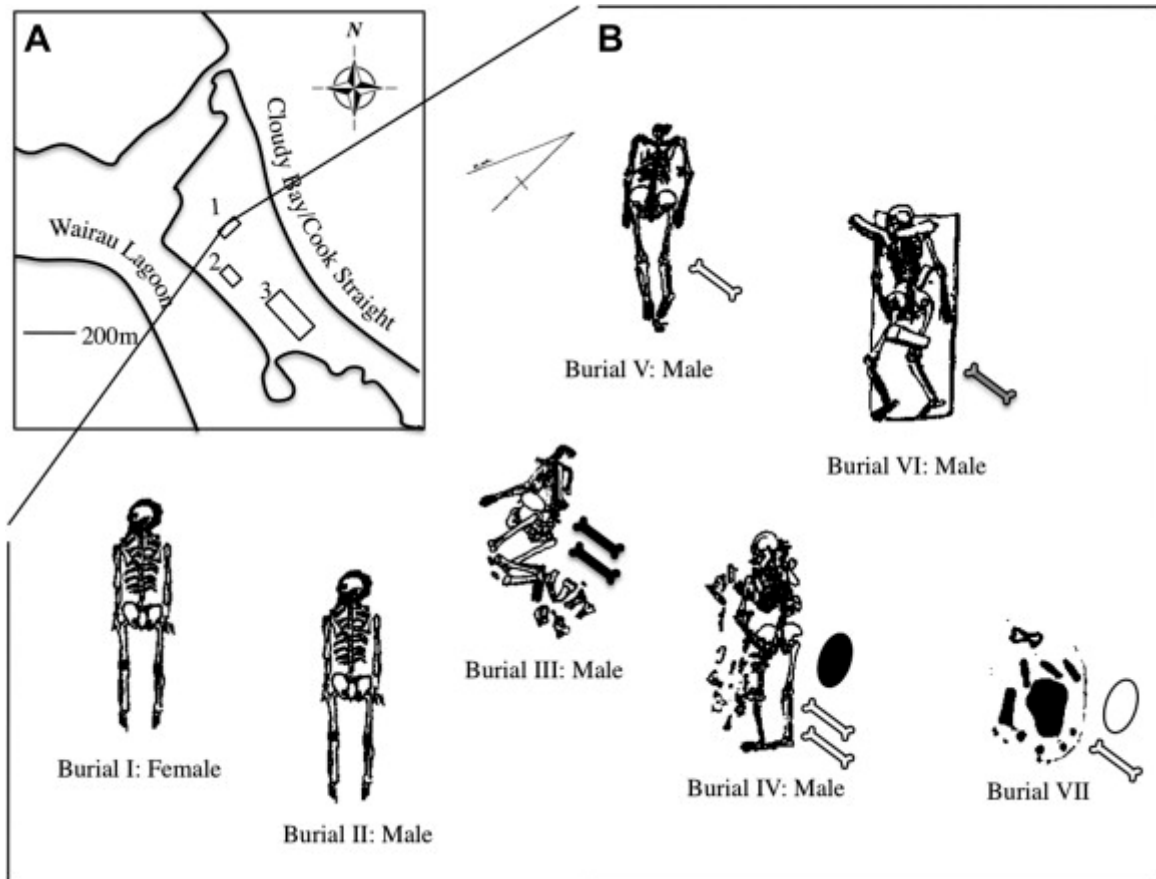 A
N
Cloudy Bay/Cook Straight
1
Wairau Lagoon
2
3
200m
B
Burial V: Male
Burial VI: Male
Burial I: Female
Burial II: Male
Burial III: Male
Burial IV: Male
Burial VII